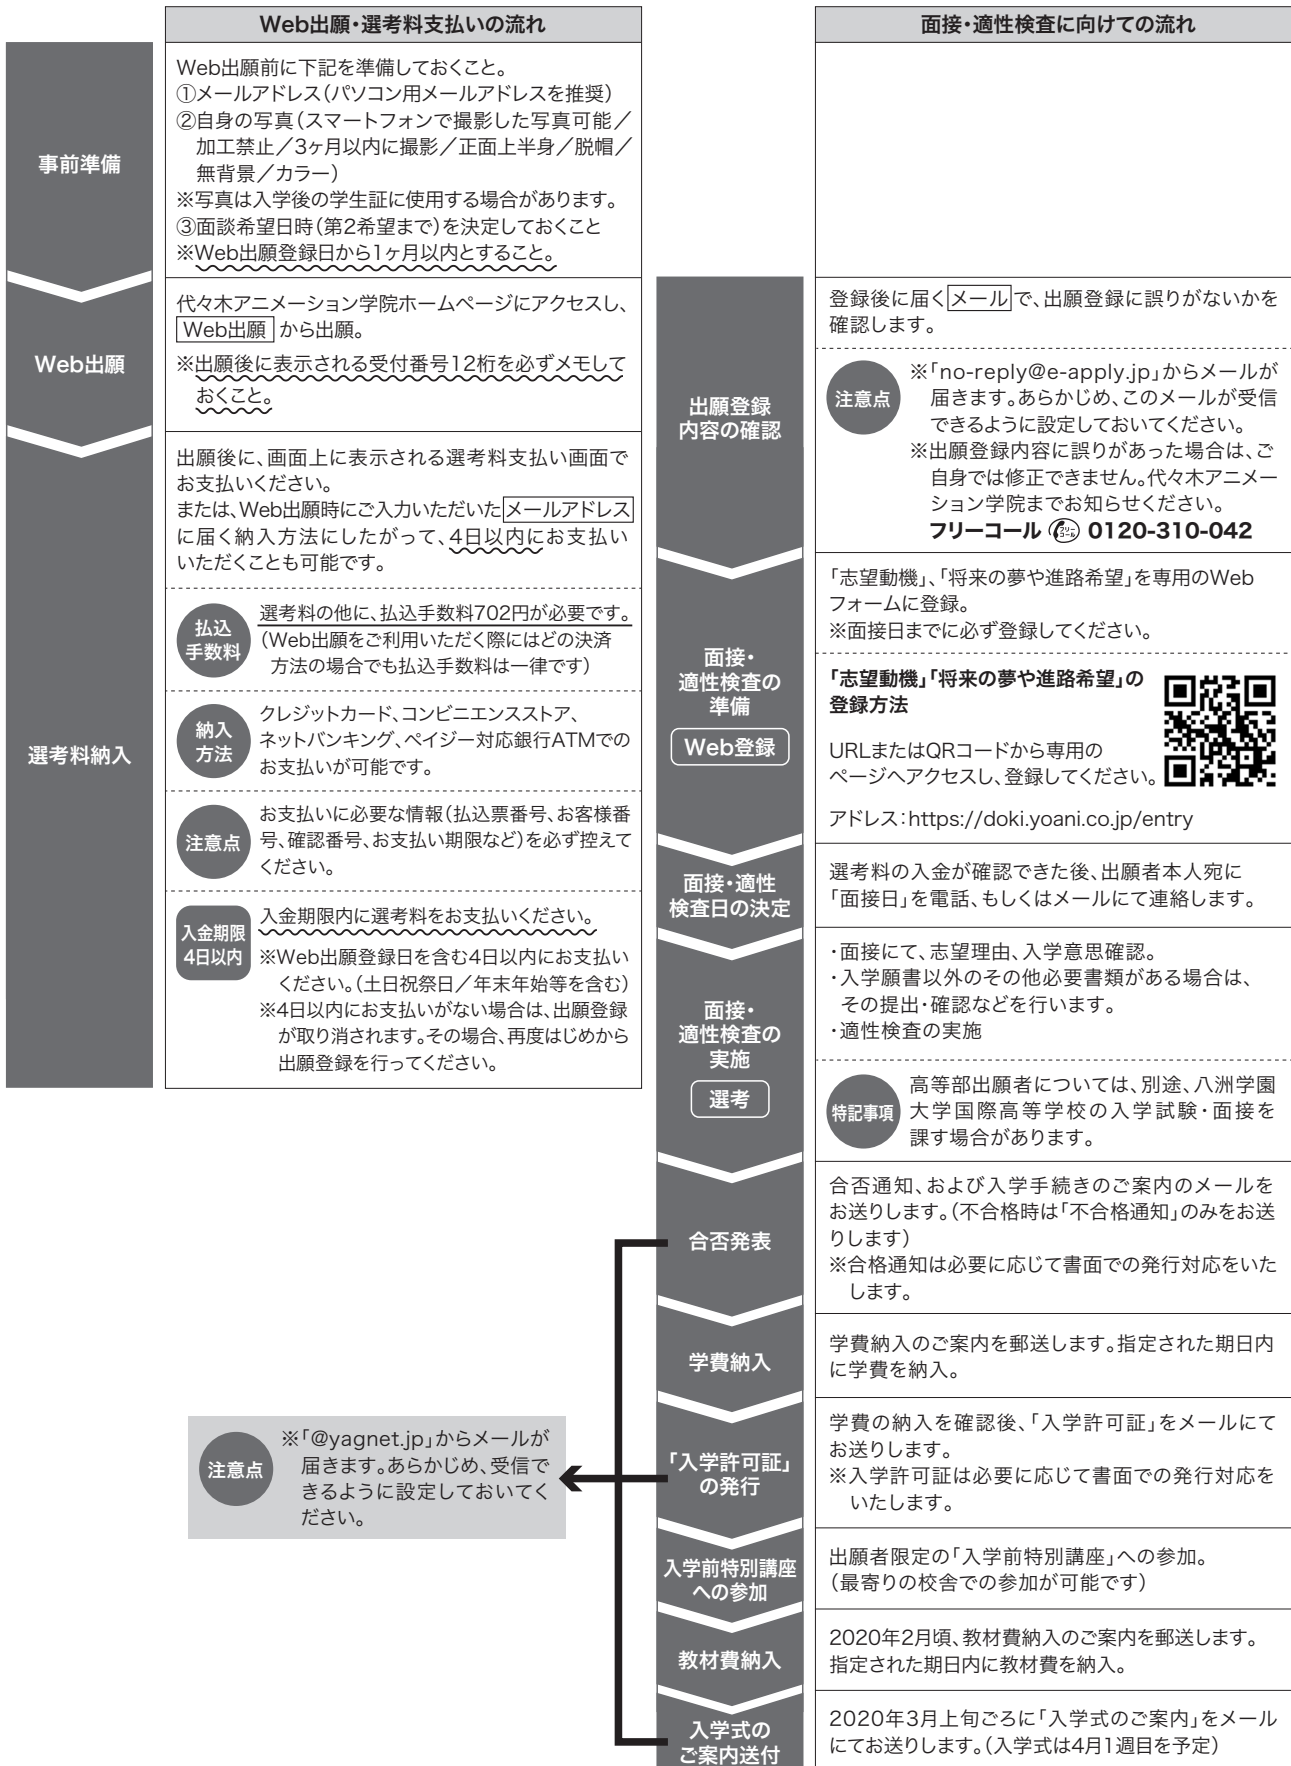 Web出願・選考料支払いの流れ
事前準備
Web出願前に下記を準備しておくこと。
①メールアドレス(パソコン用メールアドレスを推奨)
②自身の写真(スマートフォンで撮影した写真可能／
加工禁止／3ヶ月以内に撮影／正面上半身／脱帽／
無背景／カラー)
※写真は入学後の学生証に使用する場合があります。
③面談希望日時(第2希望まで)を決定しておくこと
※Web出願登録日から1ヶ月以内とすること。
Web出願
代々木アニメーション学院ホームページにアクセスし、
Web出願 から出願。
※出願後に表示される受付番号12桁を必ずメモして
おくこと。
選考料納入
出願後に、画面上に表示される選考料支払い画面で
お支払いください。
または、Web出願時にご入力いただいたメールアドレス
に届く納入方法にしたがって、4日以内にお支払い
いただくことも可能です。
払込
手数料
選考料の他に、払込手数料702円が必要です。
(Web出願をご利用いただく際にはどの決済
方法の場合でも払込手数料は一律です)
納入
方法
クレジットカード、コンビニエンスストア、
ネットバンキング、ペイジー対応銀行ATMでの
お支払いが可能です。
注意点
お支払いに必要な情報(払込票番号、お客様番
号、確認番号、お支払い期限など)を必ず控えて
ください。
入金期限
4日以内
入金期限内に選考料をお支払いください。
※Web出願登録日を含む4日以内にお支払い
ください。(土日祝祭日／年末年始等を含む)
※4日以内にお支払いがない場合は、出願登録
が取り消されます。その場合、再度はじめから
出願登録を行ってください。
面接・適性検査に向けての流れ
出願登録
内容の確認
登録後に届くメールで、出願登録に誤りがないかを
確認します。
注意点
※「no-reply@e-apply.jp」からメールが
届きます。あらかじめ、このメールが受信
できるように設定しておいてください。
※出願登録内容に誤りがあった場合は、ご
自身では修正できません。代々木アニメー
ション学院までお知らせください。
フリーコール フリーコール 0120-310-042
面接・
適性検査の
準備
Web登録
「志望動機」、「将来の夢や進路希望」を専用のWeb
フォームに登録。
※面接日までに必ず登録してください。
「志望動機」「将来の夢や進路希望」の
登録方法
URLまたはQRコードから専用の
ページへアクセスし、登録してください。
アドレス:https://doki.yoani.co.jp/entry
面接・適性
検査日の決定
選考料の入金が確認できた後、出願者本人宛に
「面接日」を電話、もしくはメールにて連絡します。
面接・
適性検査の
実施
選考
・面接にて、志望理由、入学意思確認。
・入学願書以外のその他必要書類がある場合は、
その提出・確認などを行います。
・適性検査の実施
特記事項
高等部出願者については、別途、八洲学園
大学国際高等学校の入学試験・面接を
課す場合があります。
合否発表
合否通知、および入学手続きのご案内のメールを
お送りします。(不合格時は「不合格通知」のみをお送
りします)
※合格通知は必要に応じて書面での発行対応をいた
します。
学費納入
学費納入のご案内を郵送します。指定された期日内
に学費を納入。
「入学許可証」
の発行
学費の納入を確認後、「入学許可証」をメールにて
お送りします。
※入学許可証は必要に応じて書面での発行対応を
いたします。
注意点
※「@yagnet.jp」からメールが
届きます。あらかじめ、受信で
きるように設定しておいてく
ださい。
入学前特別講座
への参加
出願者限定の「入学前特別講座」への参加。
(最寄りの校舎での参加が可能です)
教材費納入
2020年2月頃、教材費納入のご案内を郵送します。
指定された期日内に教材費を納入。
入学式の
ご案内送付
2020年3月上旬ごろに「入学式のご案内」をメール
にてお送りします。(入学式は4月1週目を予定)